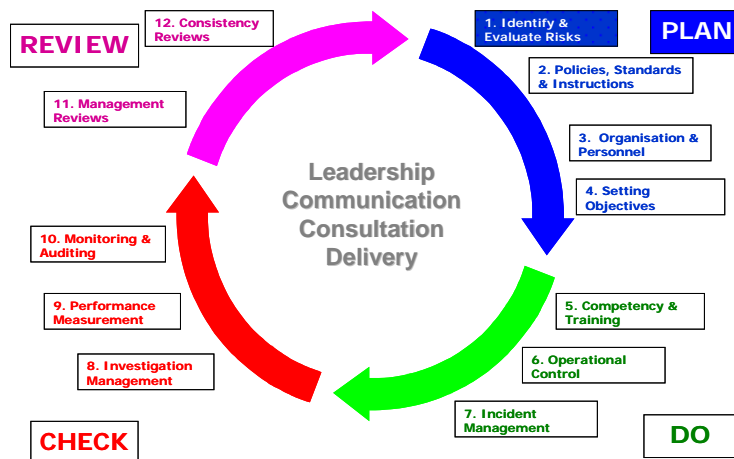 PLAN
1. Identify &
Evaluate Risks
2. Policies, Standards
& Instructions
3. Organisation &
Personnel
4. Setting
Objectives
5. Competency &
Training
6. Operational
Control
7. Incident
Management
DO
8. Investigation
Management
9. Performance
Measurement
10. Monitoring &
Auditing
CHECK
11. Management
Reviews
12. Consistency
Reviews
REVIEW
Leadership
Communication
Consultation
Delivery